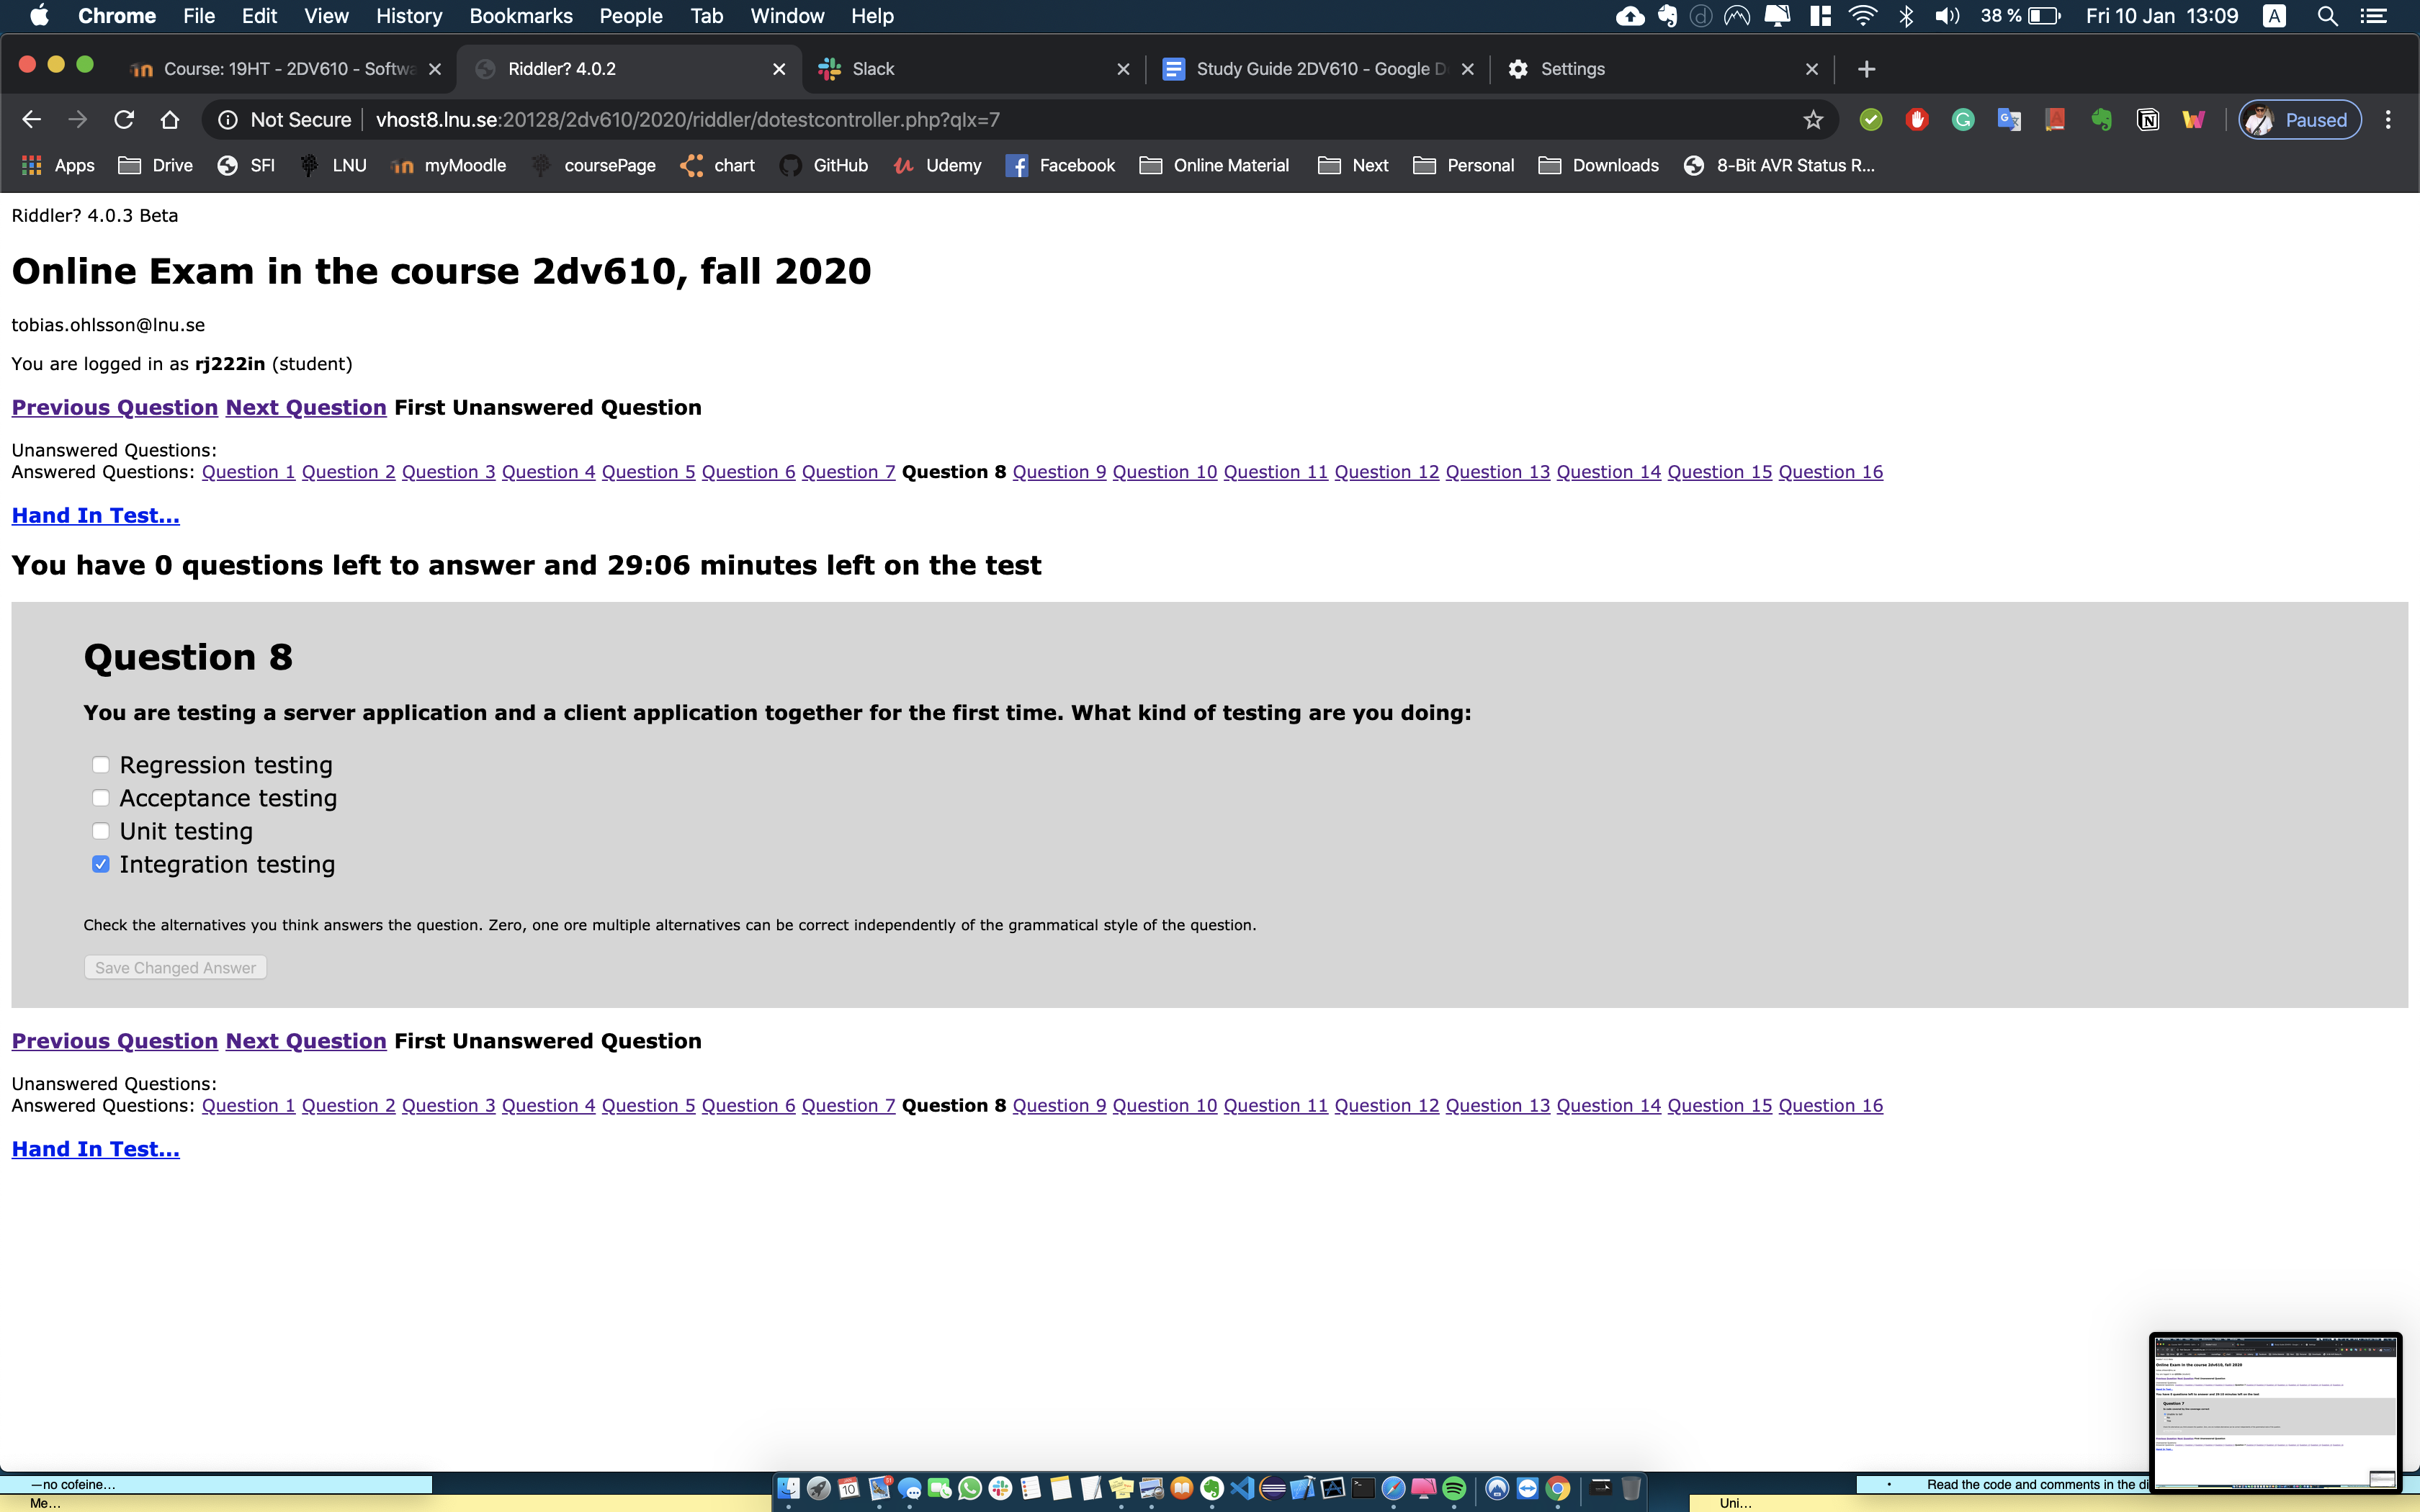 Chrome File Edit View History Bookmarks People Tab Window Help 38 % Fri 10 Jan 13:09 A
Course: 19HT - 2DV610 - Softwa Riddler? 4.0.2 Slack Study Guide 2DV610 - Google D Settings
Not Secure vhost8.lnu.se:20128/2dv610/2020/riddler/dotestcontroller.php?qIx=7 Paused
Apps Drive SFI LNU myMoodle coursePage chart GitHub Udemy Facebook Online Material Next Personal Downloads 8-Bit AVR Status R...
Riddler? 4.0.3 Beta
Online Exam in the course 2dv610, fall 2020
tobias.ohlsson@lnu.se
You are logged in as rj222in (student)
Previous Question Next Question First Unanswered Question
Unanswered Questions:
Answered Questions: Question 1 Question 2 Question 3 Question 4 Question 5 Question 6 Question 7 Question 8 Question 9 Question 10 Question 11 Question 12 Question 13 Question 14 Question 15 Question 16
Hand In Test...
You have 0 questions left to answer and 29:06 minutes left on the test
Question 8
You are testing a server application and a client application together for the first time. What kind of testing are you doing:
Regression testing
Acceptance testing
Unit testing
Integration testing
Check the alternatives you think answers the question. Zero, one ore multiple alternatives can be correct independently of the grammatical style of the question.
Save Changed Answer
Previous Question Next Question First Unanswered Question
Unanswered Questions:
Answered Questions: Question 1 Question 2 Question 3 Question 4 Question 5 Question 6 Question 7 Question 8 Question 9 Question 10 Question 11 Question 12 Question 13 Question 14 Question 15 Question 16
Hand In Test...
—no cofeine...
Me...
• Read the code and comments in the di
Uni...